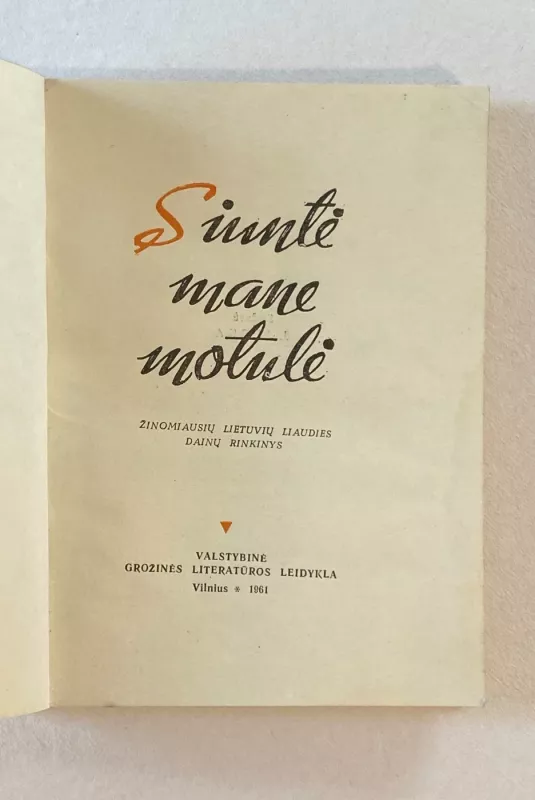 Siuntė
mane
motulė
ŽINOMIAUSIŲ LIETUVIŲ LIAUDIES
DAINŲ RINKINYS
VALSTYBINĖ
GROŽINĖS LITERATŪROS LEIDYKLA
Vilnius * 1961